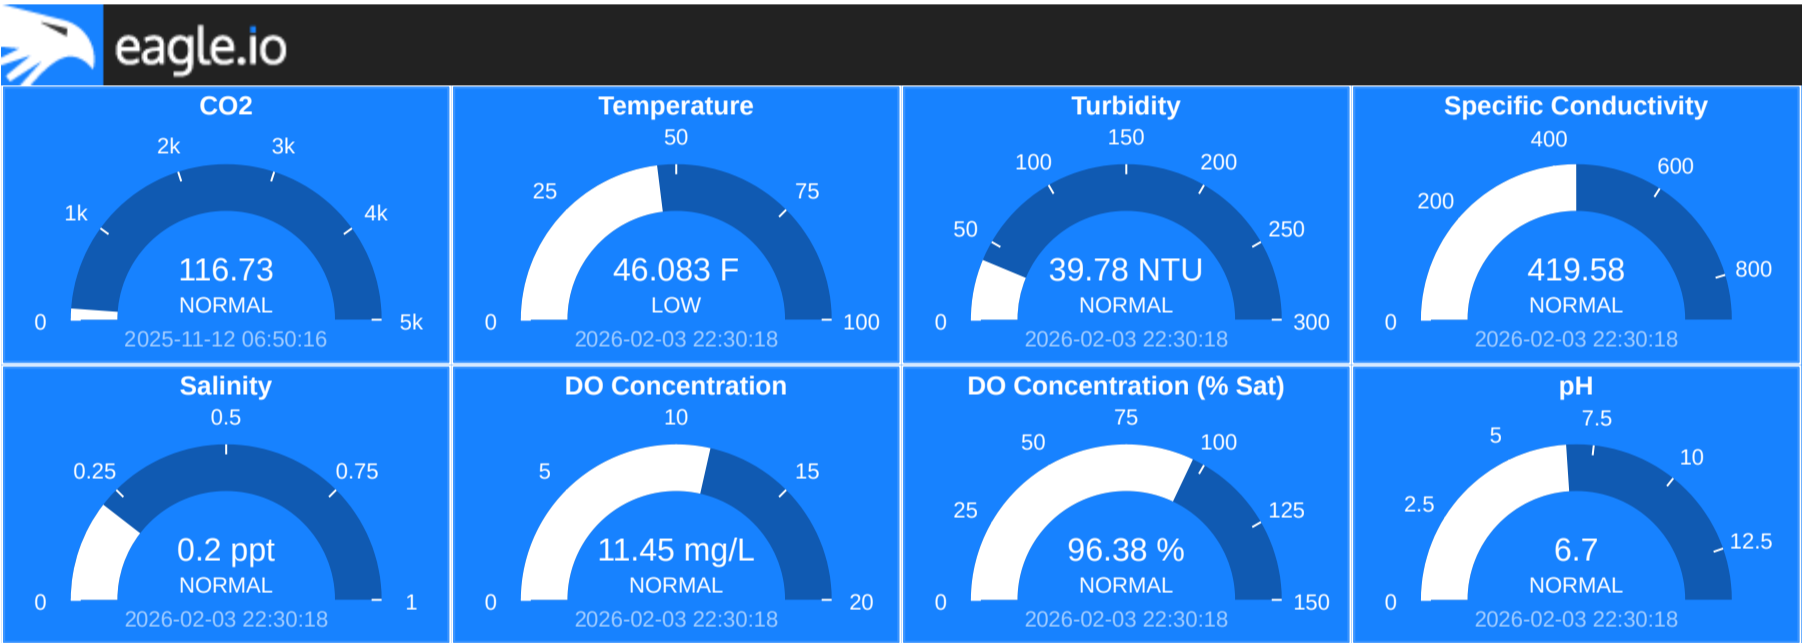 eagle.io
CO2
0
1k
2k
3k
4k
5k
116.73
NORMAL
2025-11-12 06:50:16
Temperature
0
25
50
75
100
46.083 F
LOW
2026-02-03 22:30:18
Turbidity
0
50
100
150
200
250
300
39.78 NTU
NORMAL
2026-02-03 22:30:18
Specific Conductivity
0
200
400
600
800
419.58
NORMAL
2026-02-03 22:30:18
Salinity
0
0.25
0.5
0.75
1
0.2 ppt
NORMAL
2026-02-03 22:30:18
DO Concentration
0
5
10
15
20
11.45 mg/L
NORMAL
2026-02-03 22:30:18
DO Concentration (% Sat)
0
25
50
75
100
125
150
96.38 %
NORMAL
2026-02-03 22:30:18
pH
0
2.5
5
7.5
10
12.5
6.7
NORMAL
2026-02-03 22:30:18